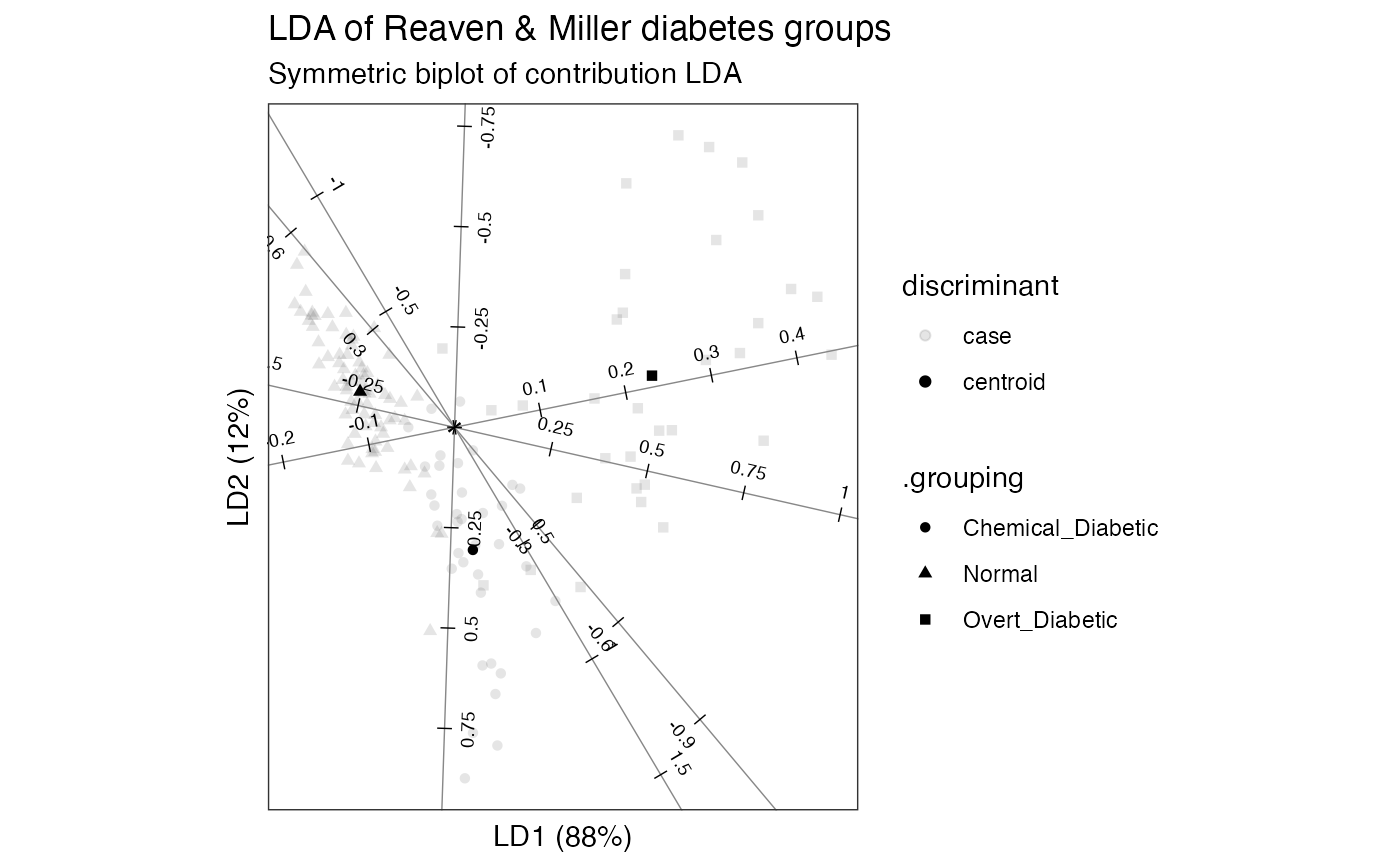 LDA of Reaven & Miller diabetes groups
Symmetric biplot of contribution LDA
-0.75
-1
-0.5
-0.5
-0.25
0.3
0.4
0.3
0.2
0.1
-0.25
-0.1
0.25
0.5
0.75
1
0.25
-0.3
0.5
0.5
-0.6
0.75
-0.9
1.5
LD2 (12%)
LD1 (88%)
discriminant
case
centroid
.grouping
Chemical_Diabetic
Normal
Overt_Diabetic